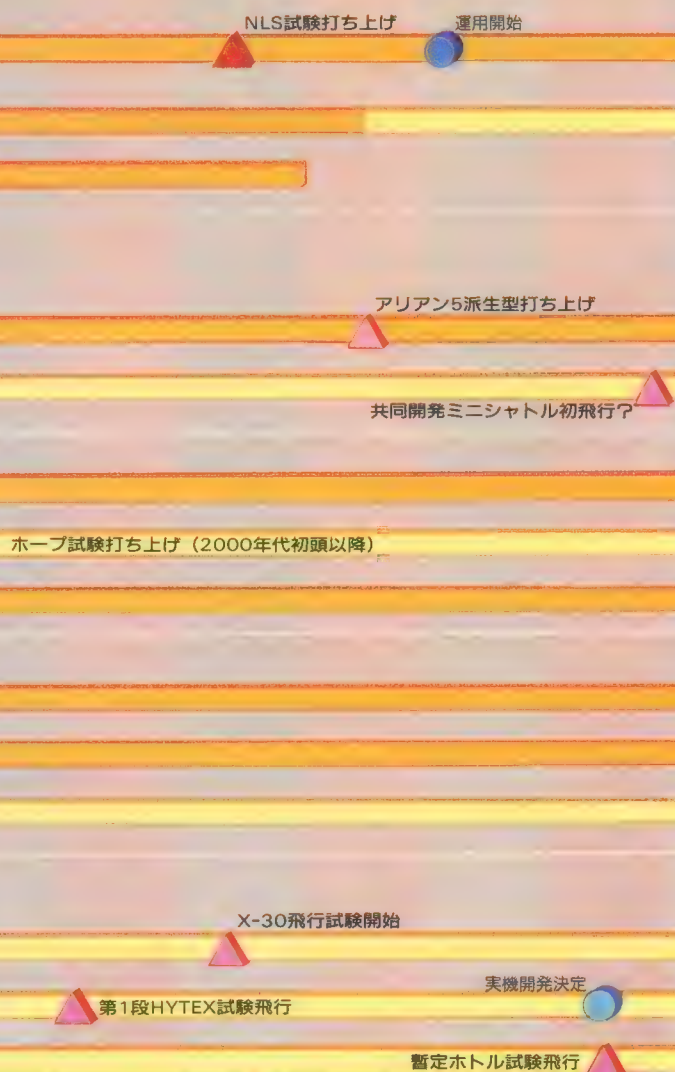 NLS試験打ち上げ
運用開始
アリアン5派生型打ち上げ
共同開発ミニシャトル初飛行?
ホープ試験打ち上げ（2000年代初頭以降）
X-30飛行試験開始
実機開発決定
第1段HYTEX試験飛行
暫定ホトル試験飛行